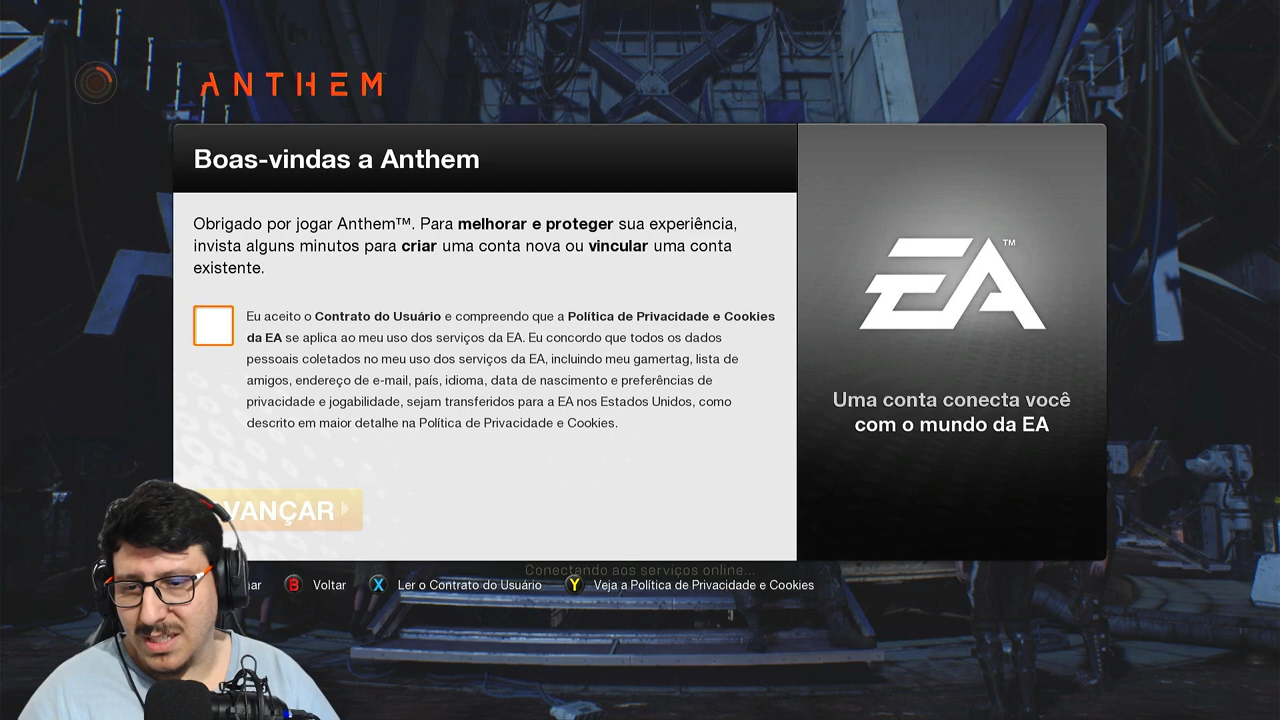 ANTHEM
Boas-vindas a Anthem
Obrigado por jogar Anthem™. Para melhorar e proteger sua experiência,
invista alguns minutos para criar uma conta nova ou vincular uma conta
existente.
Eu aceito o Contrato do Usuário e compreendo que a Política de Privacidade e Cookies
da EA se aplica ao meu uso dos serviços da EA. Eu concordo que todos os dados
pessoais coletados no meu uso dos serviços da EA, incluindo meu gamertag, lista de
amigos, endereço de e-mail, país, idioma, data de nascimento e preferências de
privacidade e jogabilidade, sejam transferidos para a EA nos Estados Unidos, como
descrito em maior detalhe na Política de Privacidade e Cookies.
EA™
Uma conta conecta você
com o mundo da EA
VANÇAR
Conectando aos serviços online...
B Voltar X Ler o Contrato do Usuário Y Veja a Política de Privacidade e Cookies